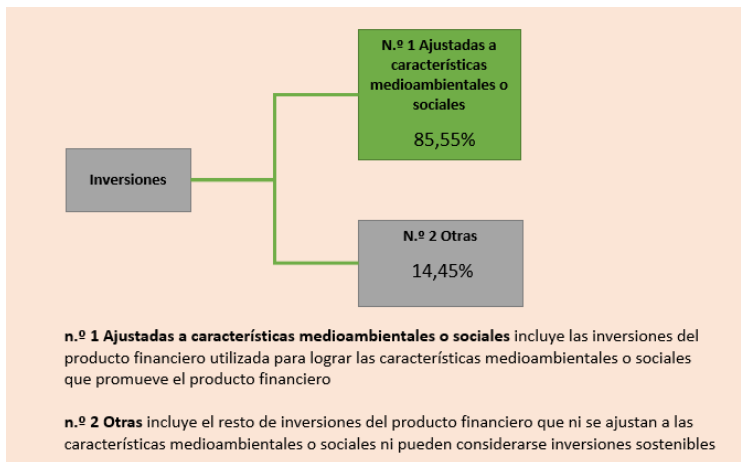 N.º 1 Ajustadas a
características
medioambientales o
sociales
85,55%
Inversiones
N.º 2 Otras
14,45%
n.º 1 Ajustadas a características medioambientales o sociales incluye las inversiones del
producto financiero utilizada para lograr las características medioambientales o sociales
que promueve el producto financiero
n.º 2 Otras incluye el resto de inversiones del producto financiero que ni se ajustan a las
características medioambientales o sociales ni pueden considerarse inversiones sostenibles